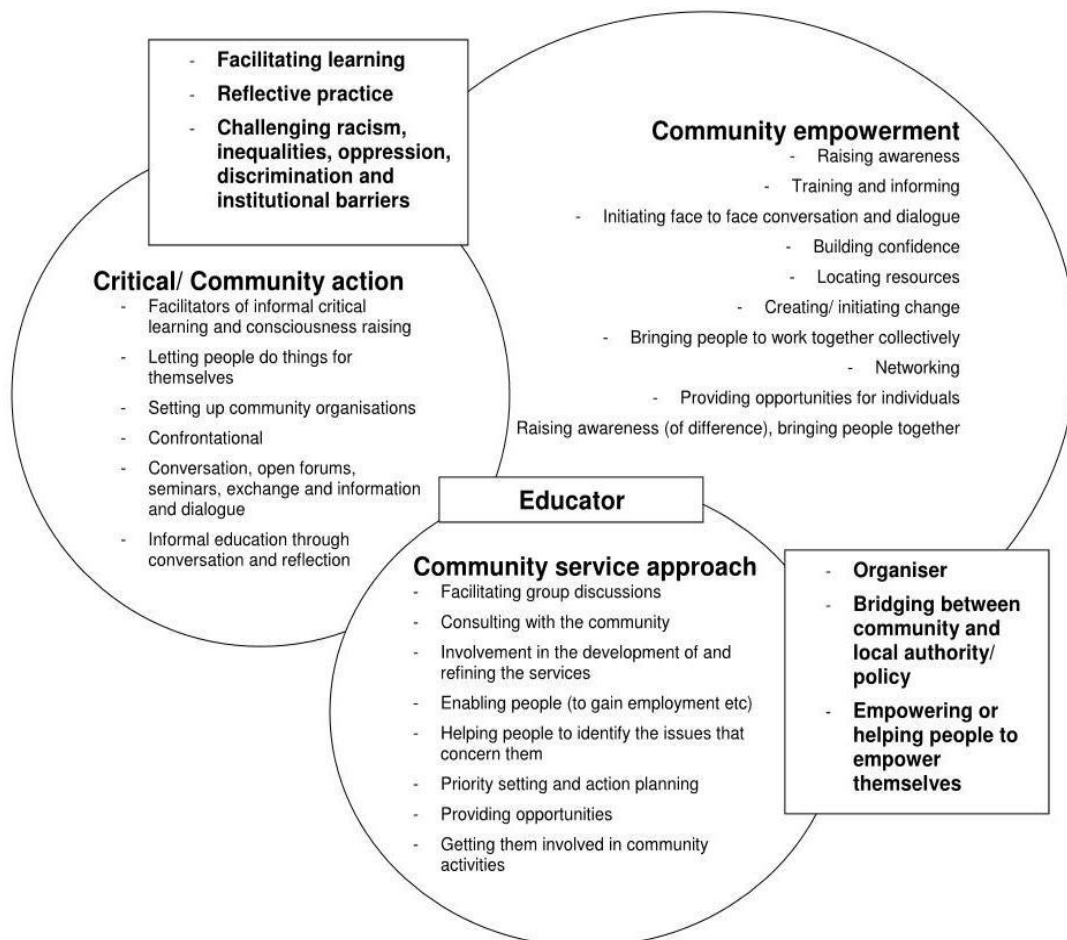 - Facilitating learning
- Reflective practice
- Challenging racism,
inequalities, oppression,
discrimination and
institutional barriers
Community empowerment
- Raising awareness
- Training and informing
- Initiating face to face conversation and dialogue
- Building confidence
- Locating resources
- Creating/ initiating change
- Bringing people to work together collectively
- Networking
- Providing opportunities for individuals
Raising awareness (of difference), bringing people together
Critical/ Community action
- Facilitators of informal critical
learning and consciousness raising
- Letting people do things for
themselves
- Setting up community organisations
- Confrontational
- Conversation, open forums,
seminars, exchange and information
and dialogue
- Informal education through
conversation and reflection
Educator
Community service approach
- Facilitating group discussions
- Consulting with the community
- Involvement in the development of and
refining the services
- Enabling people (to gain employment etc)
- Helping people to identify the issues that
concern them
- Priority setting and action planning
- Providing opportunities
- Getting them involved in community
activities
- Organiser
- Bridging between
community and
local authority/
policy
- Empowering or
helping people to
empower
themselves